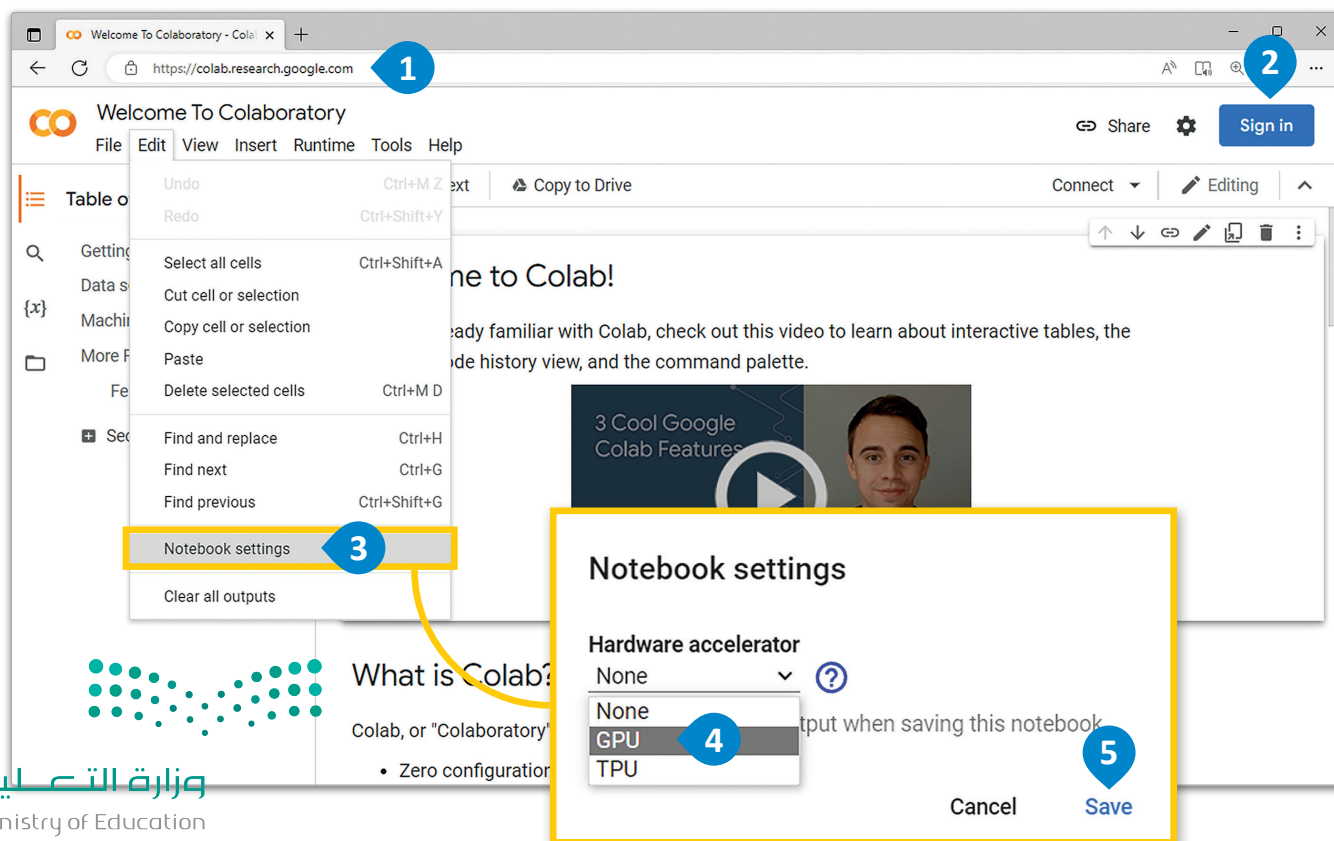 Welcome To Colaboratory - Cola
https://colab.research.google.com
1
2
Welcome To Colaboratory
Share
Sign in
File Edit View Insert Runtime Tools Help
Copy to Drive
Connect
Editing
Table o
Getting
Data s
Machin
More F
Fe
Sec
{x}
Undo Ctrl+M Z
Redo Ctrl+Shift+Y
Select all cells Ctrl+Shift+A
Cut cell or selection
Copy cell or selection
Paste
Delete selected cells Ctrl+M D
Find and replace Ctrl+H
Find next Ctrl+G
Find previous Ctrl+Shift+G
Notebook settings
3
Clear all outputs
me to Colab!
eady familiar with Colab, check out this video to learn about interactive tables, the
ode history view, and the command palette.
3 Cool Google
Colab Features
What is Colab?
Colab, or "Colaboratory"
• Zero configuration
Notebook settings
Hardware accelerator
None
?
None
GPU
4
TPU
tput when saving this notebook
5
Cancel Save
وزارة التعليـ
nistry of Education